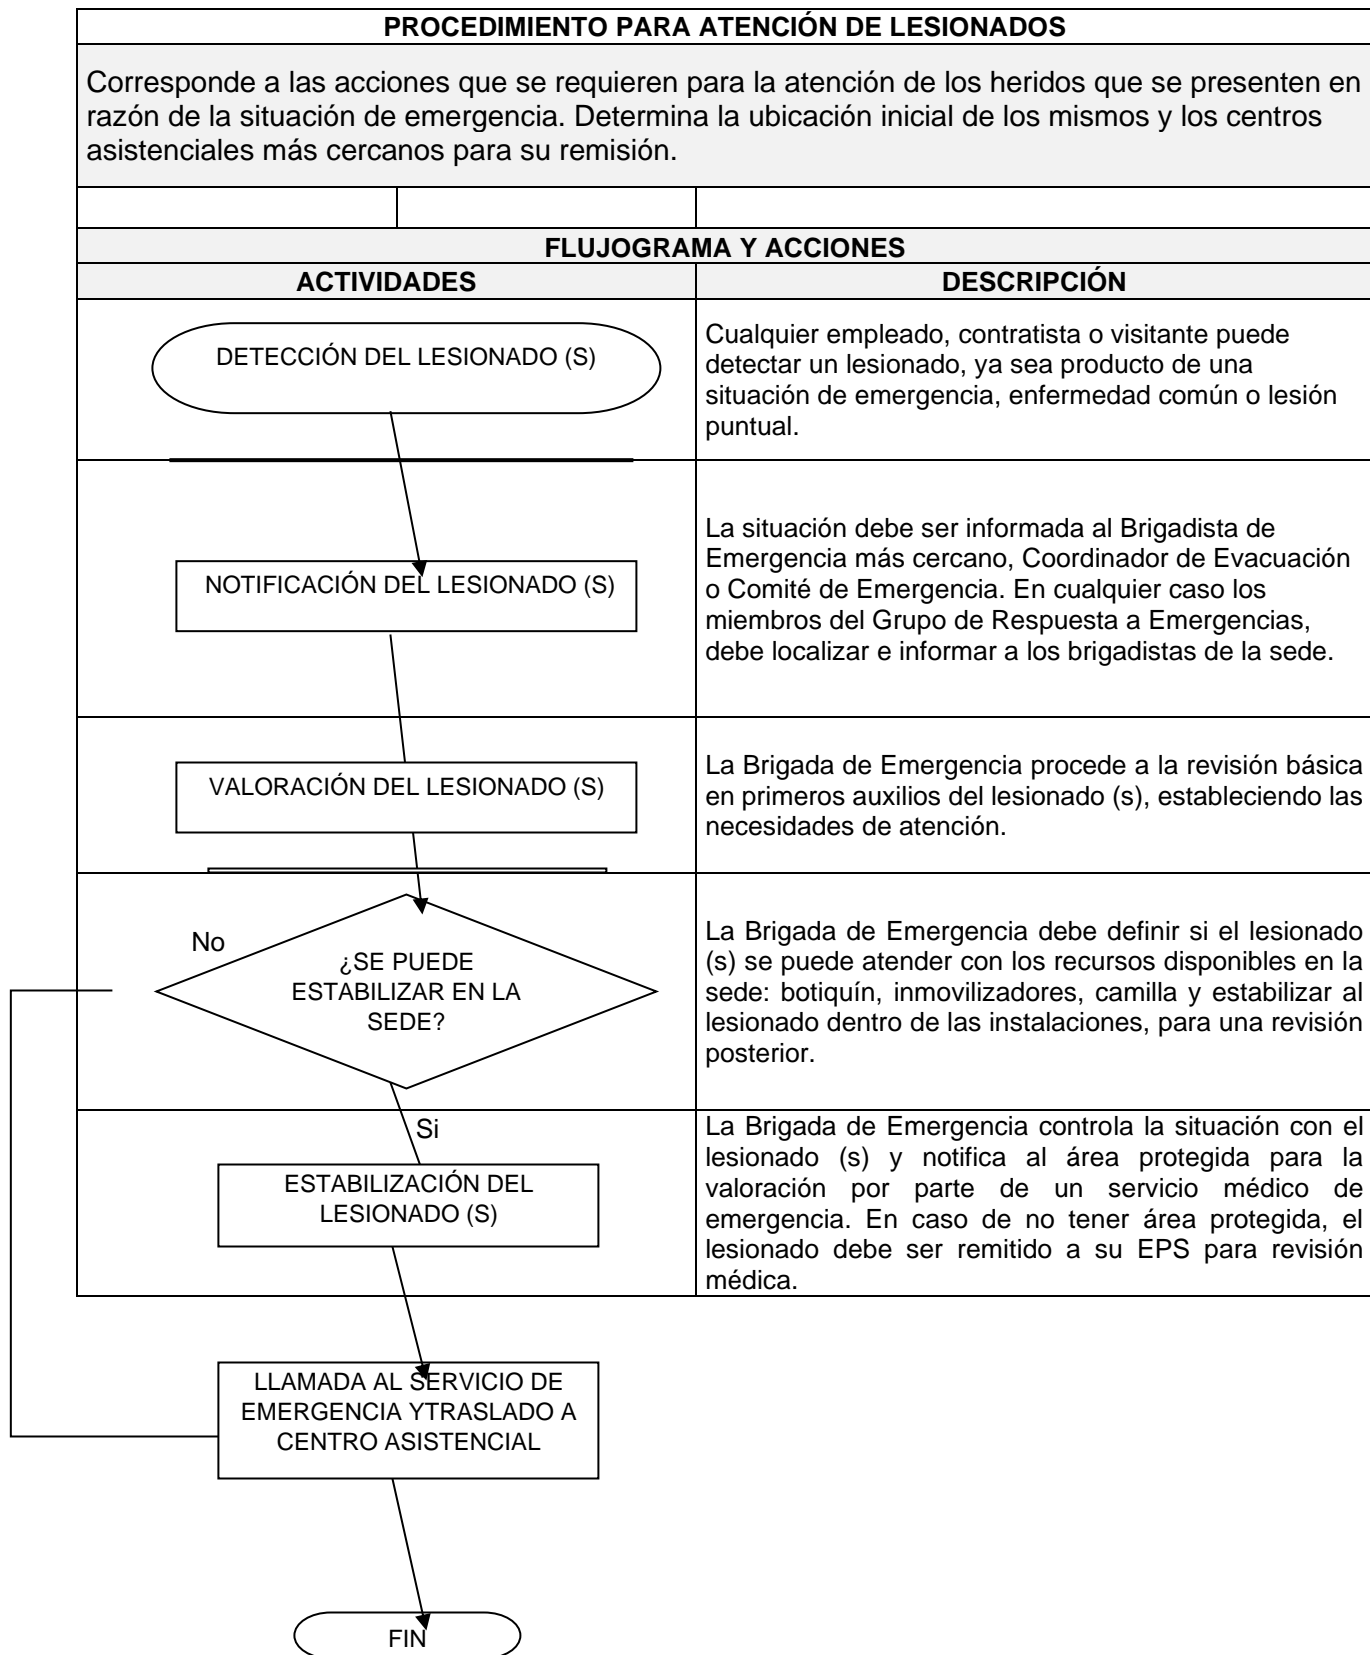 PROCEDIMIENTO PARA ATENCIÓN DE LESIONADOS
Corresponde a las acciones que se requieren para la atención de los heridos que se presenten en
razón de la situación de emergencia. Determina la ubicación inicial de los mismos y los centros
asistenciales más cercanos para su remisión.
FLUJOGRAMA Y ACCIONES
ACTIVIDADES
DESCRIPCIÓN
DETECCIÓN DEL LESIONADO (S)
Cualquier empleado, contratista o visitante puede
detectar un lesionado, ya sea producto de una
situación de emergencia, enfermedad común o lesión
puntual.
NOTIFICACIÓN DEL LESIONADO (S)
La situación debe ser informada al Brigadista de
Emergencia más cercano, Coordinador de Evacuación
o Comité de Emergencia. En cualquier caso los
miembros del Grupo de Respuesta a Emergencias,
debe localizar e informar a los brigadistas de la sede.
VALORACIÓN DEL LESIONADO (S)
La Brigada de Emergencia procede a la revisión básica
en primeros auxilios del lesionado (s), estableciendo las
necesidades de atención.
No
¿SE PUEDE
ESTABILIZAR EN LA
SEDE?
La Brigada de Emergencia debe definir si el lesionado
(s) se puede atender con los recursos disponibles en la
sede: botiquín, inmovilizadores, camilla y estabilizar al
lesionado dentro de las instalaciones, para una revisión
posterior.
Si
ESTABILIZACIÓN DEL
LESIONADO (S)
La Brigada de Emergencia controla la situación con el
lesionado (s) y notifica al área protegida para la
valoración por parte de un servicio médico de
emergencia. En caso de no tener área protegida, el
lesionado debe ser remitido a su EPS para revisión
médica.
LLAMADA AL SERVICIO DE
EMERGENCIA YTRASLADO A
CENTRO ASISTENCIAL
FIN